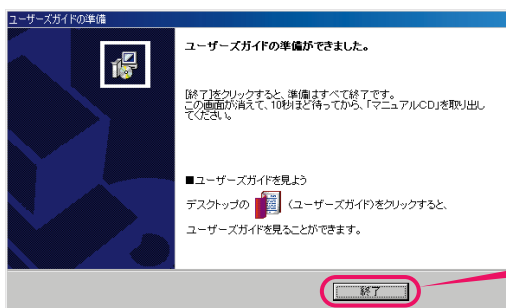 ユーザーズガイドの準備
ユーザーズガイドの準備ができました。
[終了]をクリックすると、準備はすべて終了です。
この画面が消えて、10秒ほど待ってから、「マニュアルCD」を取り出し
てください。
■ユーザーズガイドを見よう
デスクトップの （ユーザーズガイド）をクリックすると、
ユーザーズガイドを見ることができます。
終了